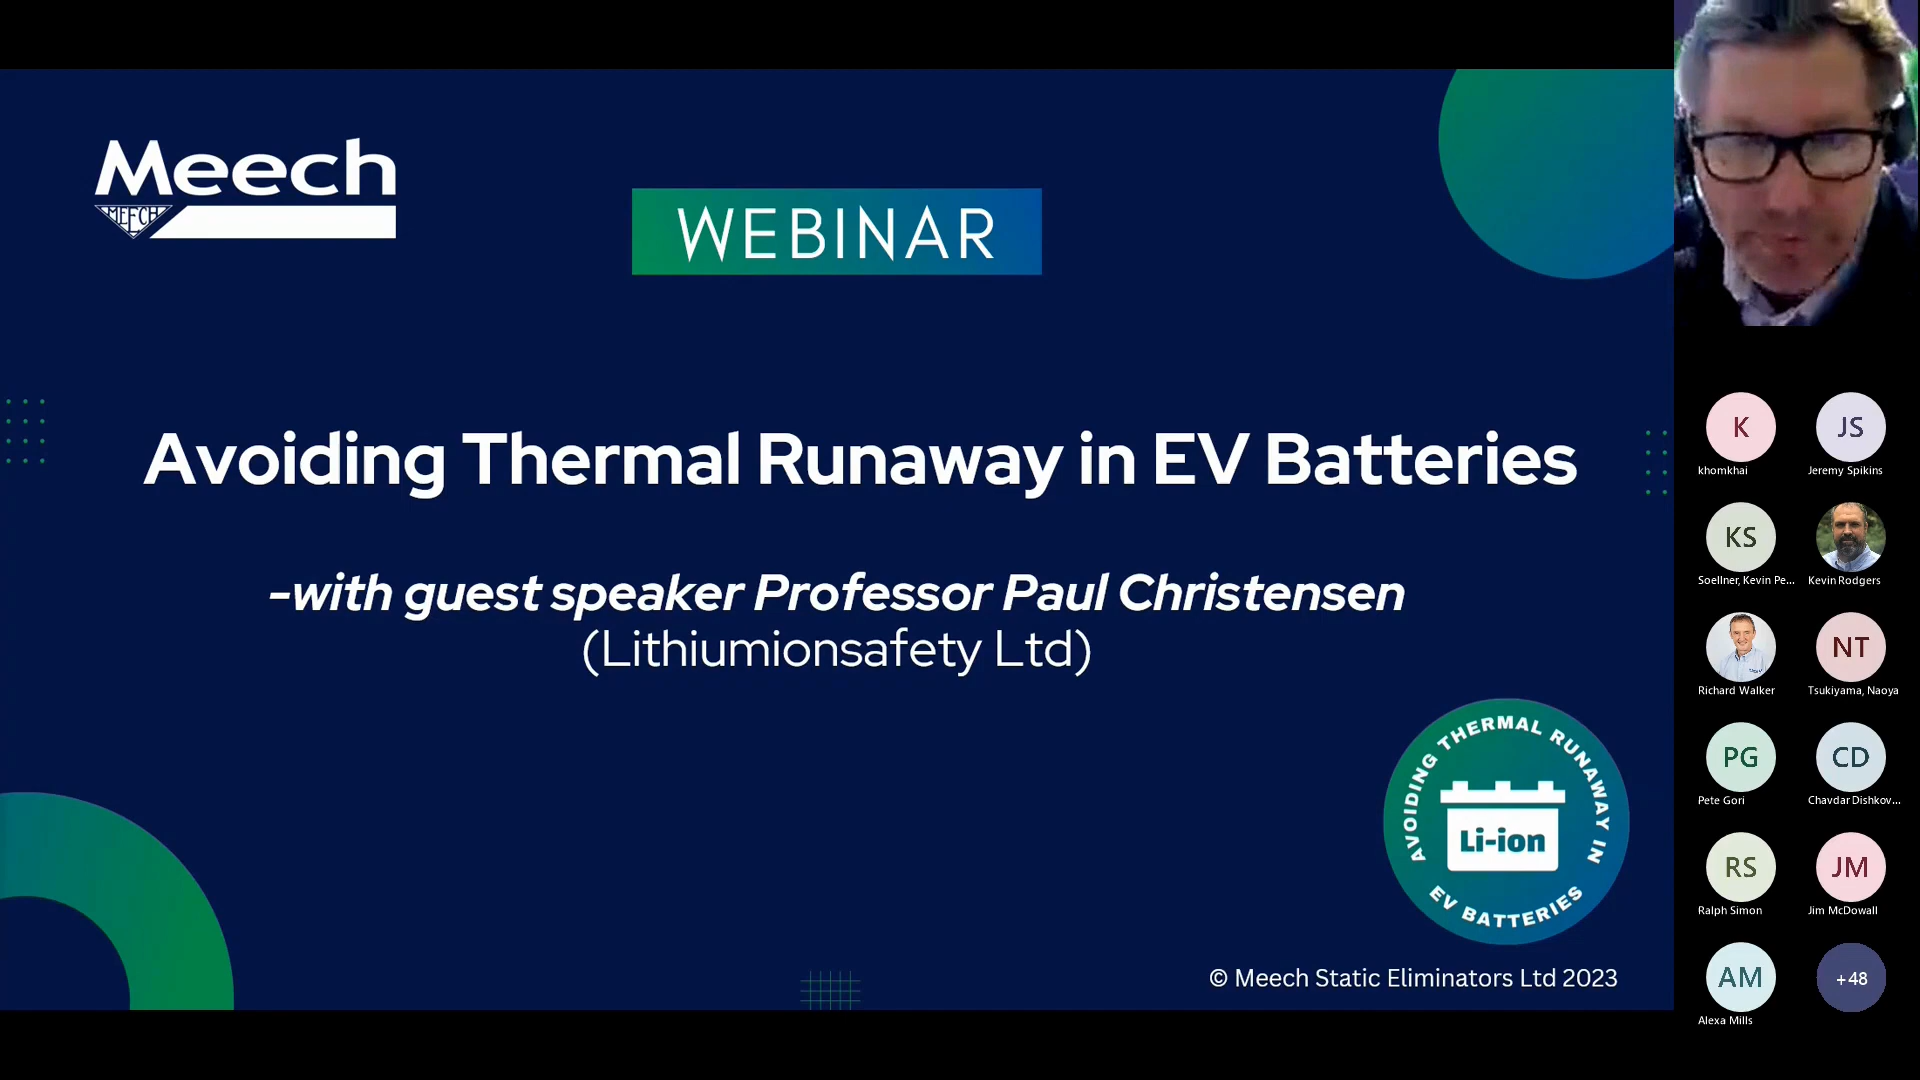 Meech
MEECH
WEBINAR
Avoiding Thermal Runaway in EV Batteries
-with guest speaker Professor Paul Christensen
(Lithiumionsafety Ltd)
AVOIDING THERMAL RUNAWAY IN
Li-ion
EV BATTERIES
© Meech Static Eliminators Ltd 2023
K
JS
khomkhai
Jeremy Spikins
KS
Soellner, Kevin Pe...
Kevin Rodgers
NT
Richard Walker
Tsukiyama, Naoya
PG
CD
Pete Gori
Chavdar Dishkov...
RS
JM
Ralph Simon
Jim McDowall
AM
+48
Alexa Mills